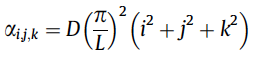 α_{i,j,k} = D(π/L)^2 (i^2 + j^2 + k^2)